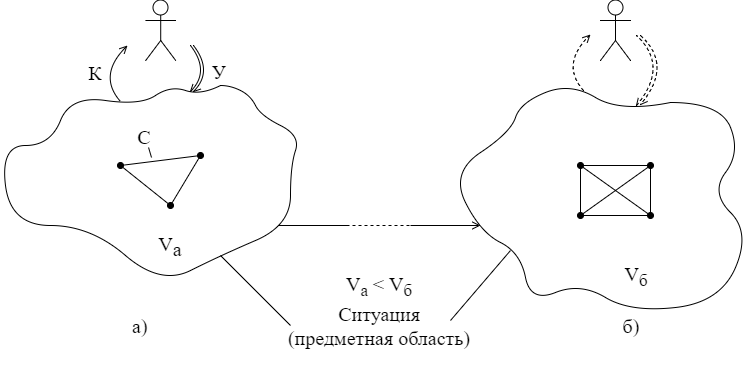 К
У
С
Vа
Vб
Vа < Vб
Ситуация
(предметная область)
а)
б)